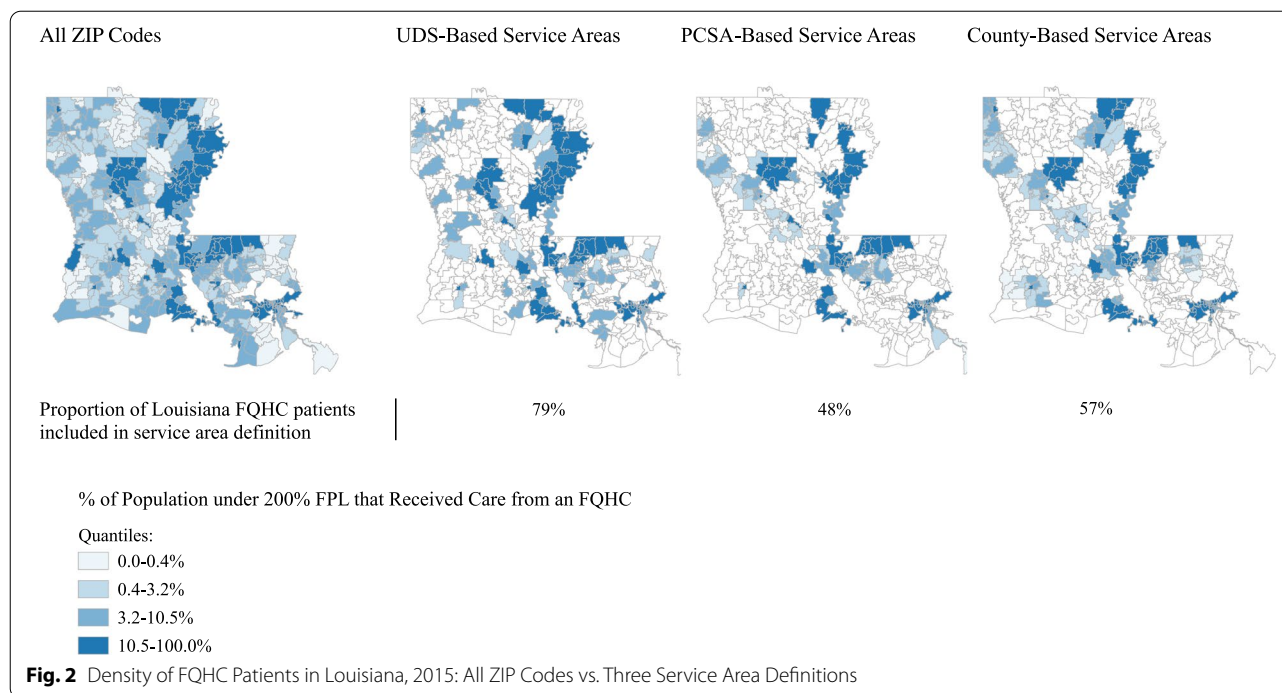 All ZIP Codes
UDS-Based Service Areas
PCSA-Based Service Areas
County-Based Service Areas
Proportion of Louisiana FQHC patients
included in service area definition
79%
48%
57%
% of Population under 200% FPL that Received Care from an FQHC
Quantiles:
0.0-0.4%
0.4-3.2%
3.2-10.5%
10.5-100.0%
Fig. 2 Density of FQHC Patients in Louisiana, 2015: All ZIP Codes vs. Three Service Area Definitions